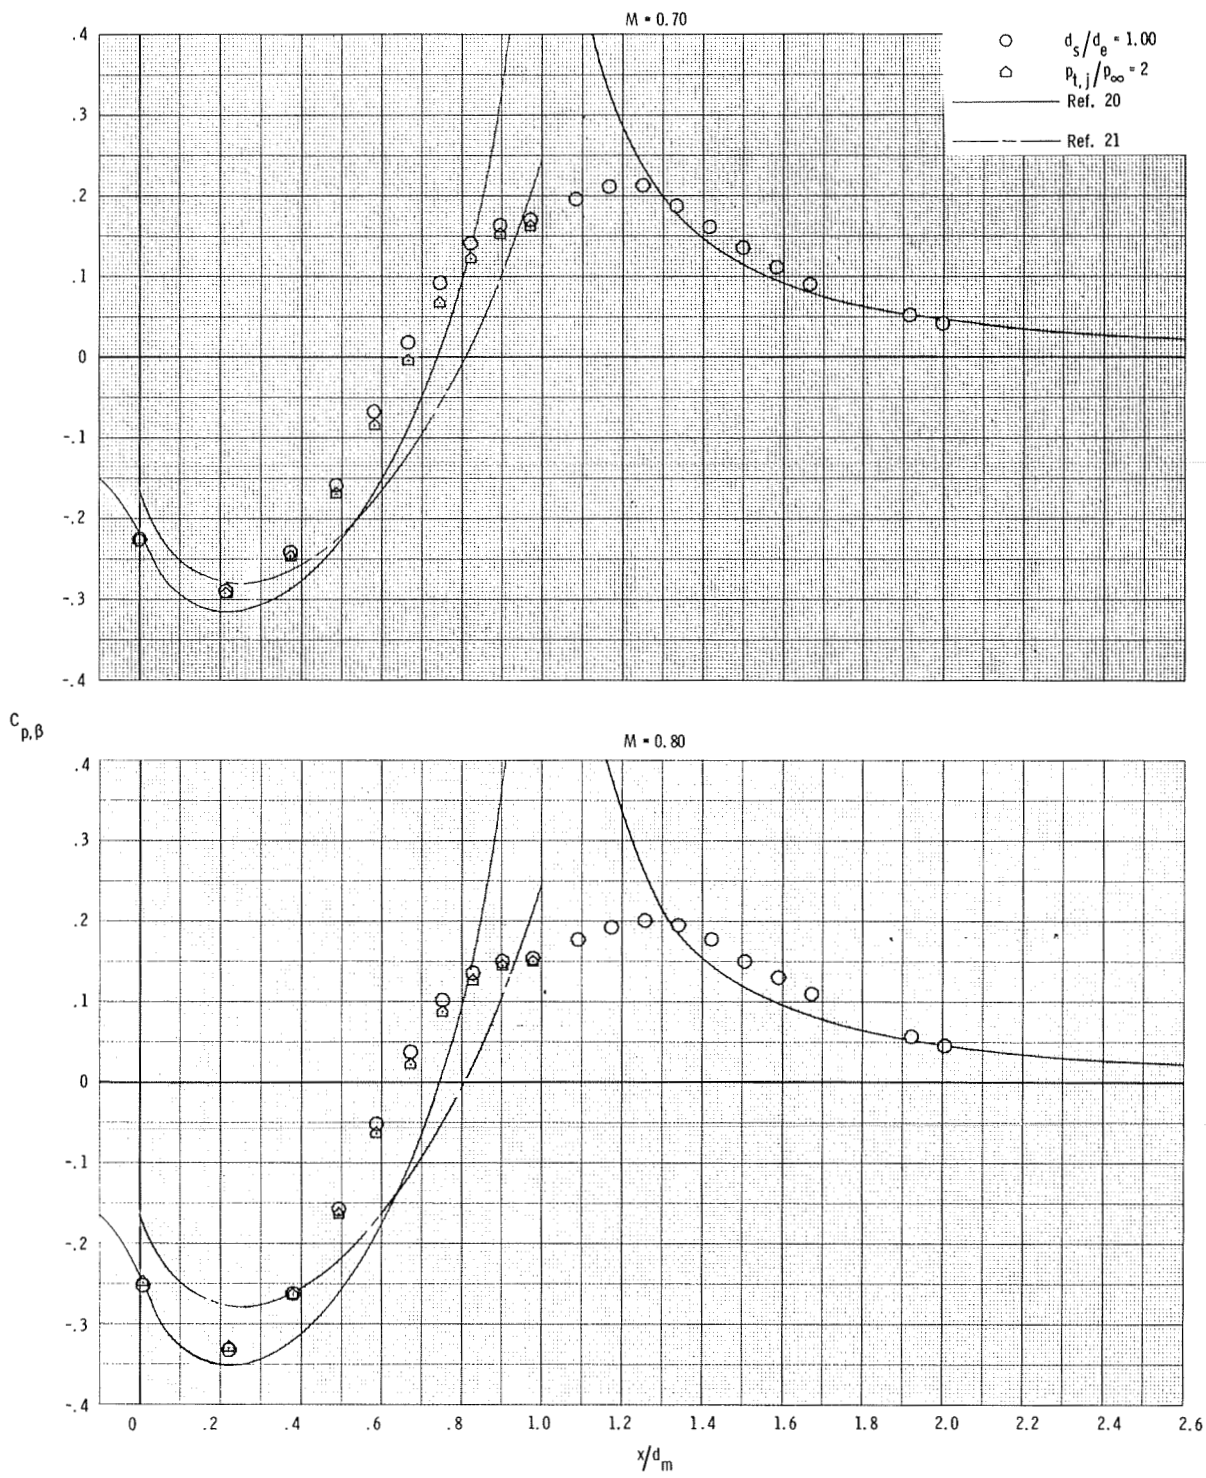 M = 0.70
d_s/d_e = 1.00
p_t,j/p_∞ = 2
Ref. 20
Ref. 21
.4
.3
.2
.1
0
-.1
-.2
-.3
-.4
C_p,β
M = 0.80
.4
.3
.2
.1
0
-.1
-.2
-.3
-.4
0 .2 .4 .6 .8 1.0 1.2 1.4 1.6 1.8 2.0 2.2 2.4 2.6
x/d_m